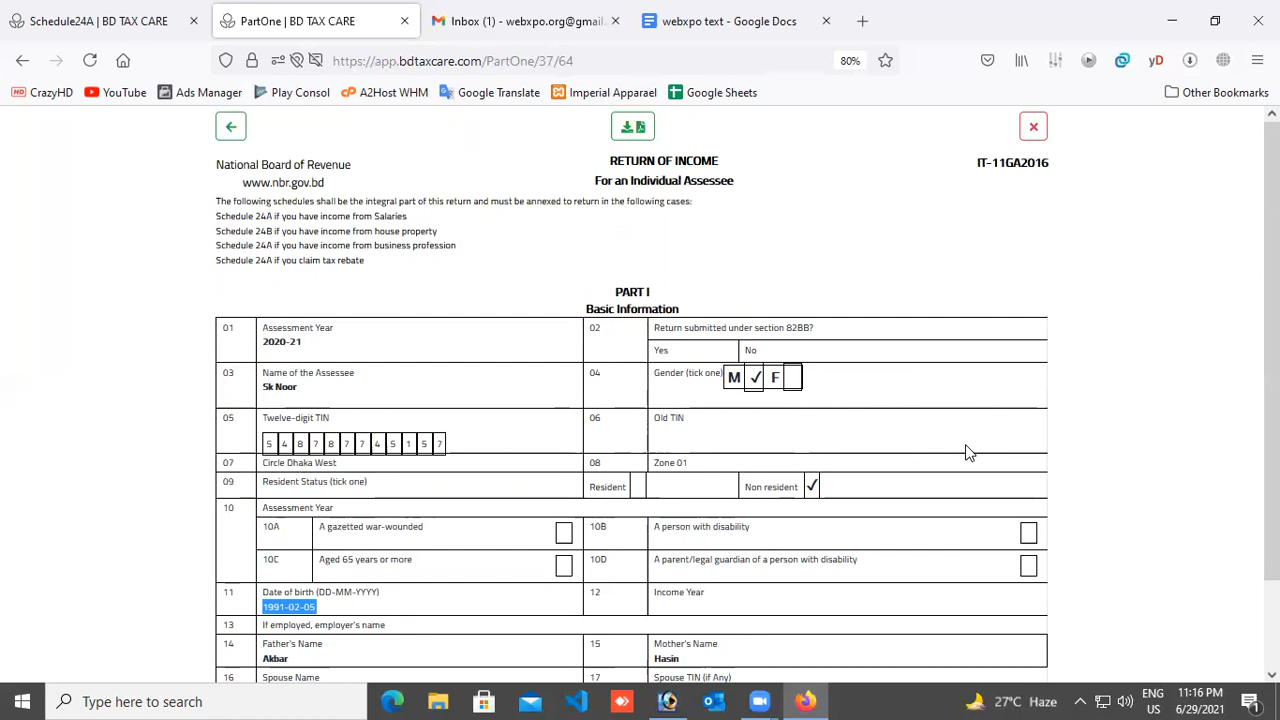 Schedule24A | BD TAX CARE
PartOne | BD TAX CARE
Inbox (1) - webxpo.org@gmail.
webxpo text - Google Docs
https://app.bdtaxcare.com/PartOne/37/64
80%
yD
HD CrazyHD
YouTube
Ads Manager
Play Consol
cP A2Host WHM
Google Translate
Imperial Apparael
Google Sheets
Other Bookmarks
National Board of Revenue
www.nbr.gov.bd
RETURN OF INCOME
For an Individual Assessee
IT-11GA2016
The following schedules shall be the integral part of this return and must be annexed to return in the following cases:
Schedule 24A if you have income from Salaries
Schedule 24B if you have income from house property
Schedule 24A if you have income from business profession
Schedule 24A if you claim tax rebate
PART I
Basic Information
01 Assessment Year
2020-21
02 Return submitted under section 82BB?
Yes No
03 Name of the Assessee
Sk Noor
04 Gender (tick one) M ✓ F
05 Twelve-digit TIN
5 4 8 7 8 7 7 4 5 1 5 7
06 Old TIN
07 Circle Dhaka West
08 Zone 01
09 Resident Status (tick one)
Resident
Non resident ✓
10 Assessment Year
10A A gazetted war-wounded
10B A person with disability
10C Aged 65 years or more
10D A parent/legal guardian of a person with disability
11 Date of birth (DD-MM-YYYY)
1991-02-05
12 Income Year
13 If employed, employer's name
14 Father's Name
Akbar
15 Mother's Name
Hasin
16 Spouse Name
17 Spouse TIN (if Any)
Type here to search
27°C Haze
ENG
US
11:16 PM
6/29/2021
1